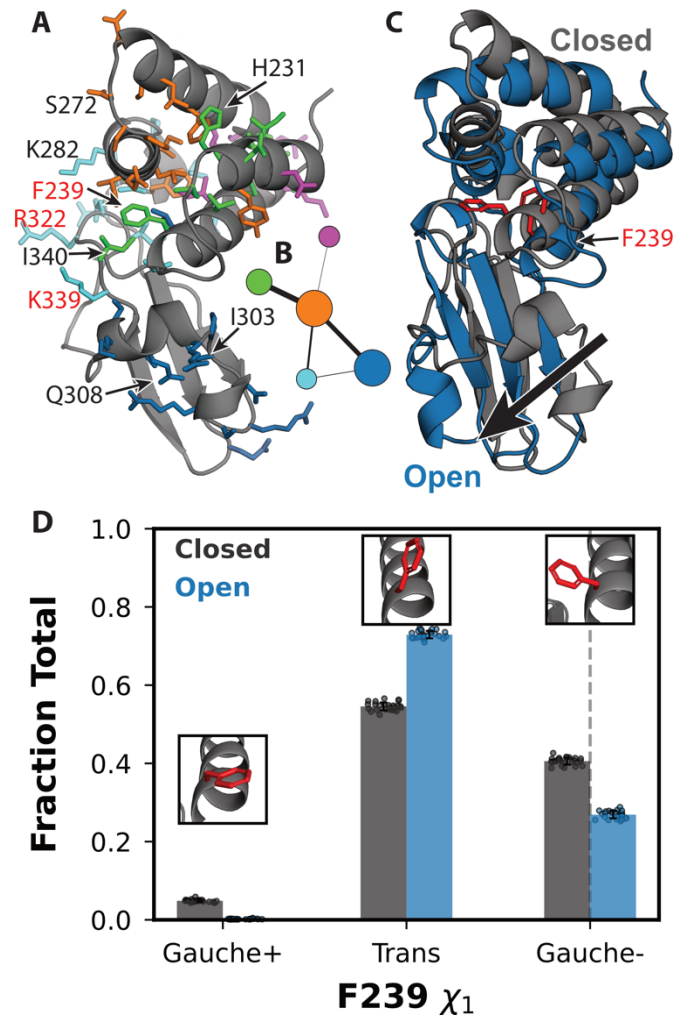 A
H231
S272
K282
F239
R322
I340
K339
B
I303
Q308
C
Closed
F239
Open
D
Closed
Open
Fraction Total
1.0
0.8
0.6
0.4
0.2
0.0
Gauche+ Trans Gauche-
F239 χ1